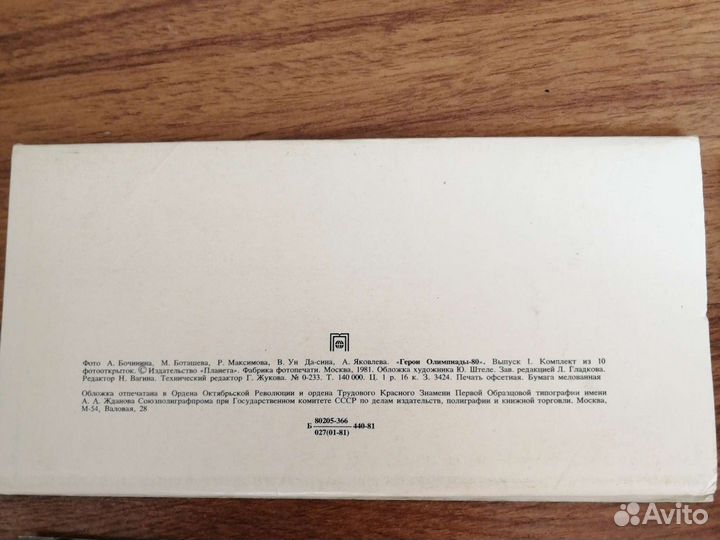 Фото А. Бочинина. М. Боташева, Р. Максимова, В. Ун Да-сина, А. Яковлева. «Герои Олимпиады-80». Выпуск 1. Комплект из 10
фотооткрыток. © Издательство «Планета». Фабрика фотопечати. Москва, 1981. Обложка художника Ю. Штеле. Зав. редакцией Л. Гладкова.
Редактор Н. Вагина. Технический редактор Г. Жукова. № 0-233. Т. 140 000. Ц. 1 р. 16 к. З. 3424. Печать офсетная. Бумага мелованная
Обложка отпечатана в Ордена Октябрьской Революции и ордена Трудового Красного Знамени Первой Образцовой типографии имени
А. А. Жданова Союзполиграфпрома при Государственном комитете СССР по делам издательств, полиграфии и книжной торговли. Москва,
М-54, Валовая, 28
Б 80205-366 440-81
027(01-81)
Avito